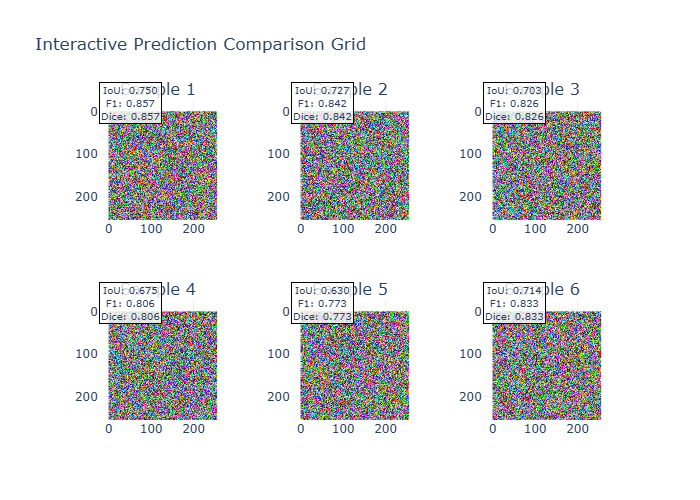 Interactive Prediction Comparison Grid
Sample 1
IoU: 0.750
F1: 0.857
Dice: 0.857
0
100
200
0 100 200
Sample 2
IoU: 0.727
F1: 0.842
Dice: 0.842
0
100
200
0 100 200
Sample 3
IoU: 0.703
F1: 0.826
Dice: 0.826
0
100
200
0 100 200
Sample 4
IoU: 0.675
F1: 0.806
Dice: 0.806
0
100
200
0 100 200
Sample 5
IoU: 0.630
F1: 0.773
Dice: 0.773
0
100
200
0 100 200
Sample 6
IoU: 0.714
F1: 0.833
Dice: 0.833
0
100
200
0 100 200